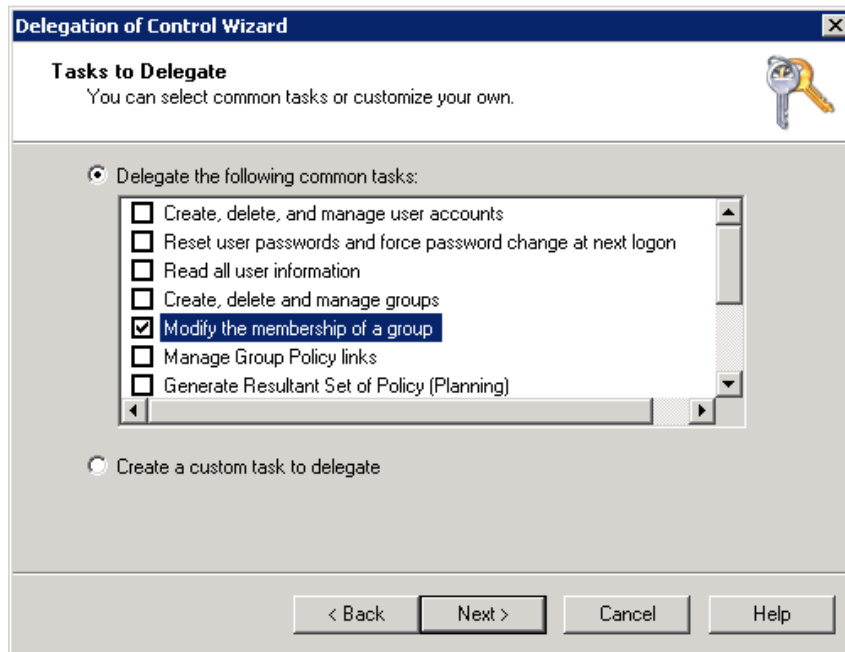 Delegation of Control Wizard
Tasks to Delegate
You can select common tasks or customize your own.
Delegate the following common tasks:
Create, delete, and manage user accounts
Reset user passwords and force password change at next logon
Read all user information
Create, delete and manage groups
Modify the membership of a group
Manage Group Policy links
Generate Resultant Set of Policy (Planning)
Create a custom task to delegate
< Back Next > Cancel Help